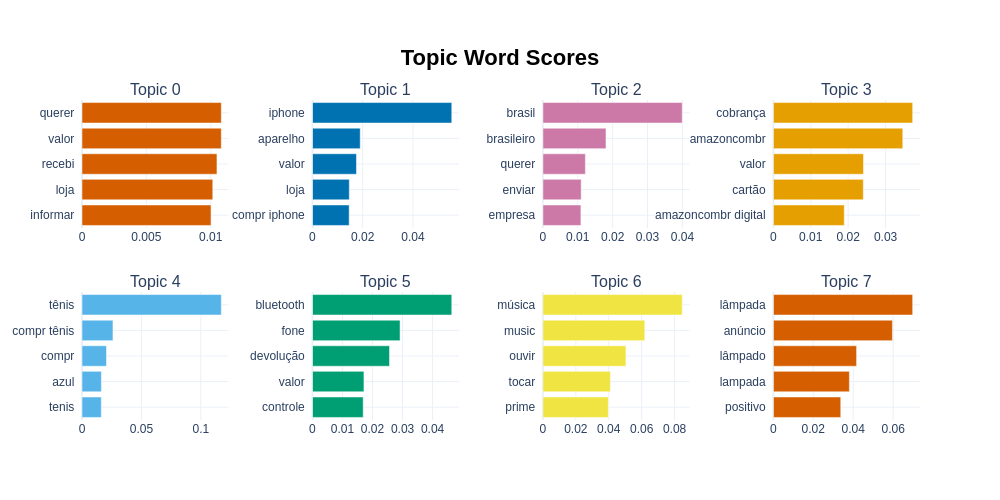 Topic Word Scores
Topic 0
querer
valor
recebi
loja
informar
0 0.005 0.01
Topic 1
iphone
aparelho
valor
loja
compr iphone
0 0.02 0.04
Topic 2
brasil
brasileiro
querer
enviar
empresa
0 0.01 0.02 0.03 0.04
Topic 3
cobrança
amazoncombr
valor
cartão
amazoncombr digital
0 0.01 0.02 0.03
Topic 4
tênis
compr tênis
compr
azul
tenis
0 0.05 0.1
Topic 5
bluetooth
fone
devolução
valor
controle
0 0.01 0.02 0.03 0.04
Topic 6
música
music
ouvir
tocar
prime
0 0.02 0.04 0.06 0.08
Topic 7
lâmpada
anúncio
lâmpado
lampada
positivo
0 0.02 0.04 0.06